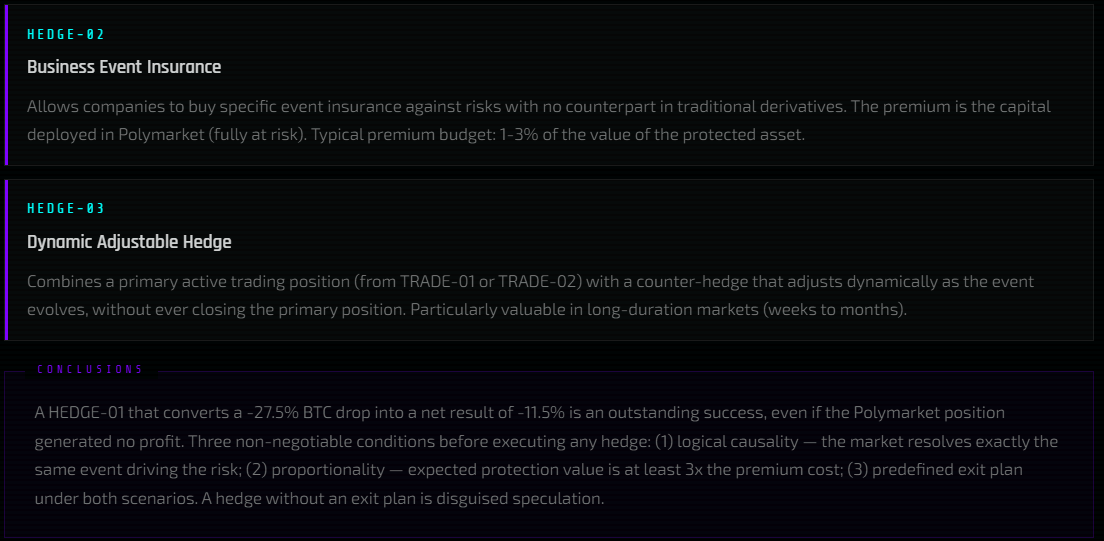 HEDGE-02
Business Event Insurance
Allows companies to buy specific event insurance against risks with no counterpart in traditional derivatives. The premium is the capital
deployed in Polymarket (fully at risk). Typical premium budget: 1-3% of the value of the protected asset.
HEDGE-03
Dynamic Adjustable Hedge
Combines a primary active trading position (from TRADE-01 or TRADE-02) with a counter-hedge that adjusts dynamically as the event
evolves, without ever closing the primary position. Particularly valuable in long-duration markets (weeks to months).
CONCLUSIONS
A HEDGE-01 that converts a -27.5% BTC drop into a net result of -11.5% is an outstanding success, even if the Polymarket position
generated no profit. Three non-negotiable conditions before executing any hedge: (1) logical causality — the market resolves exactly the
same event driving the risk; (2) proportionality — expected protection value is at least 3x the premium cost; (3) predefined exit plan
under both scenarios. A hedge without an exit plan is disguised speculation.